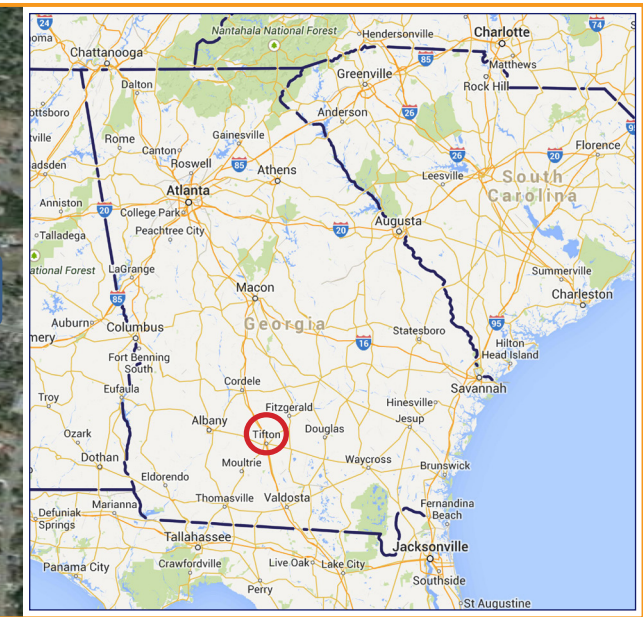 24
Nantahala National Forest
Hendersonville
Charlotte
74
oma
Chattanooga
85
Matthews
Dalton
Greenville
Rock Hill
ottsboro
Anderson
26
ville
Rome
Gainesville
Canton
Florence
adsden
Roswell
85
Athens
26
20
Leesville
South
Carolina
Anniston
Atlanta
20
College Park
Augusta
Talladega
Peachtree City
20
ational Forest
LaGrange
Summerville
Macon
85
Charleston
Auburn
Columbus
Georgia
Statesboro
95
mery
16
Hilton
Head Island
Fort Benning
South
Savannah
Cordele
Troy
Eufaula
Fitzgerald
Hinesville
Albany
Jesup
Ozark
Tifton
Douglas
Dothan
Moultrie
Waycross
Brunswick
Eldorendo
Thomasville
Valdosta
Marianna
Fernandina
Beach
Defuniak
Springs
Tallahassee
Jacksonville
Panama City
Crawfordville
Live Oak
Lake City
Southside
Perry
St Augustine